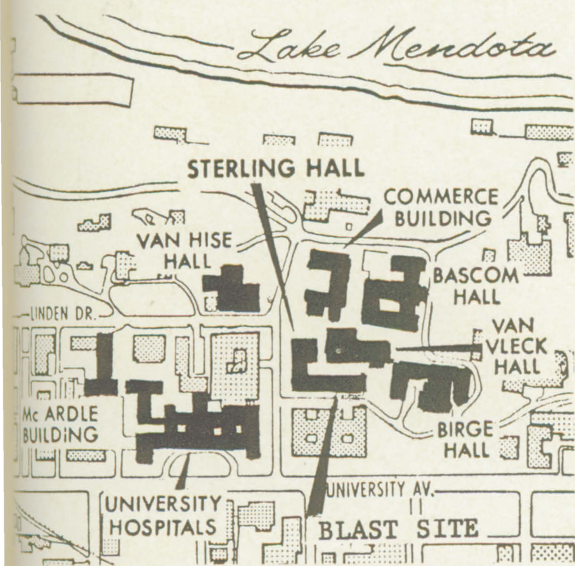 Lake Mendota
STERLING HALL
COMMERCE
BUILDING
VAN HISE
HALL
BASCOM
HALL
LINDEN DR.
VAN
VLECK
HALL
Mc ARDLE
BUILDING
BIRGE
HALL
UNIVERSITY
HOSPITALS
UNIVERSITY AV.
BLAST SITE